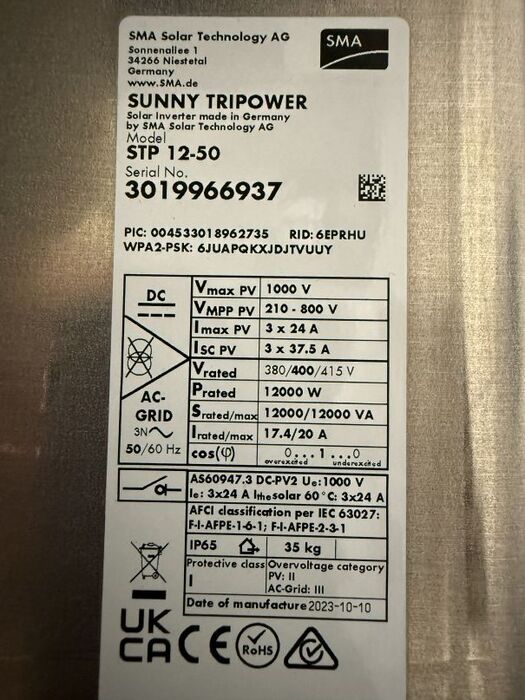 SMA Solar Technology AG
Sonnenallee 1
34266 Niestetal
Germany
www.SMA.de
SMA
SUNNY TRIPOWER
Solar Inverter made in Germany
by SMA Solar Technology AG
Model
STP 12-50
Serial No.
3019966937
PIC: 004533018962735 RID: 6EPRHU
WPA2-PSK: 6JUAPQKXJDJTVUUY
DC
Vmax PV 1000 V
VMPP PV 210 - 800 V
Imax PV 3 x 24 A
ISC PV 3 x 37.5 A
AC-
GRID
3N
50/60 Hz
Vrated 380/400/415 V
Prated 12000 W
Srated/max 12000/12000 VA
Irated/max 17.4/20 A
cos(φ) 0...1...0
overexcited underexcited
AS60947.3 DC-PV2 Ue:1000 V
Ie: 3x24 A Ithe solar 60°C: 3x24 A
AFCI classification per IEC 63027:
F-I-AFPE-1-6-1; F-I-AFPE-2-3-1
IP65 35 kg
Protective class
I
Overvoltage category
PV: II
AC-Grid: III
Date of manufacture 2023-10-10
UK
CA CE RoHS